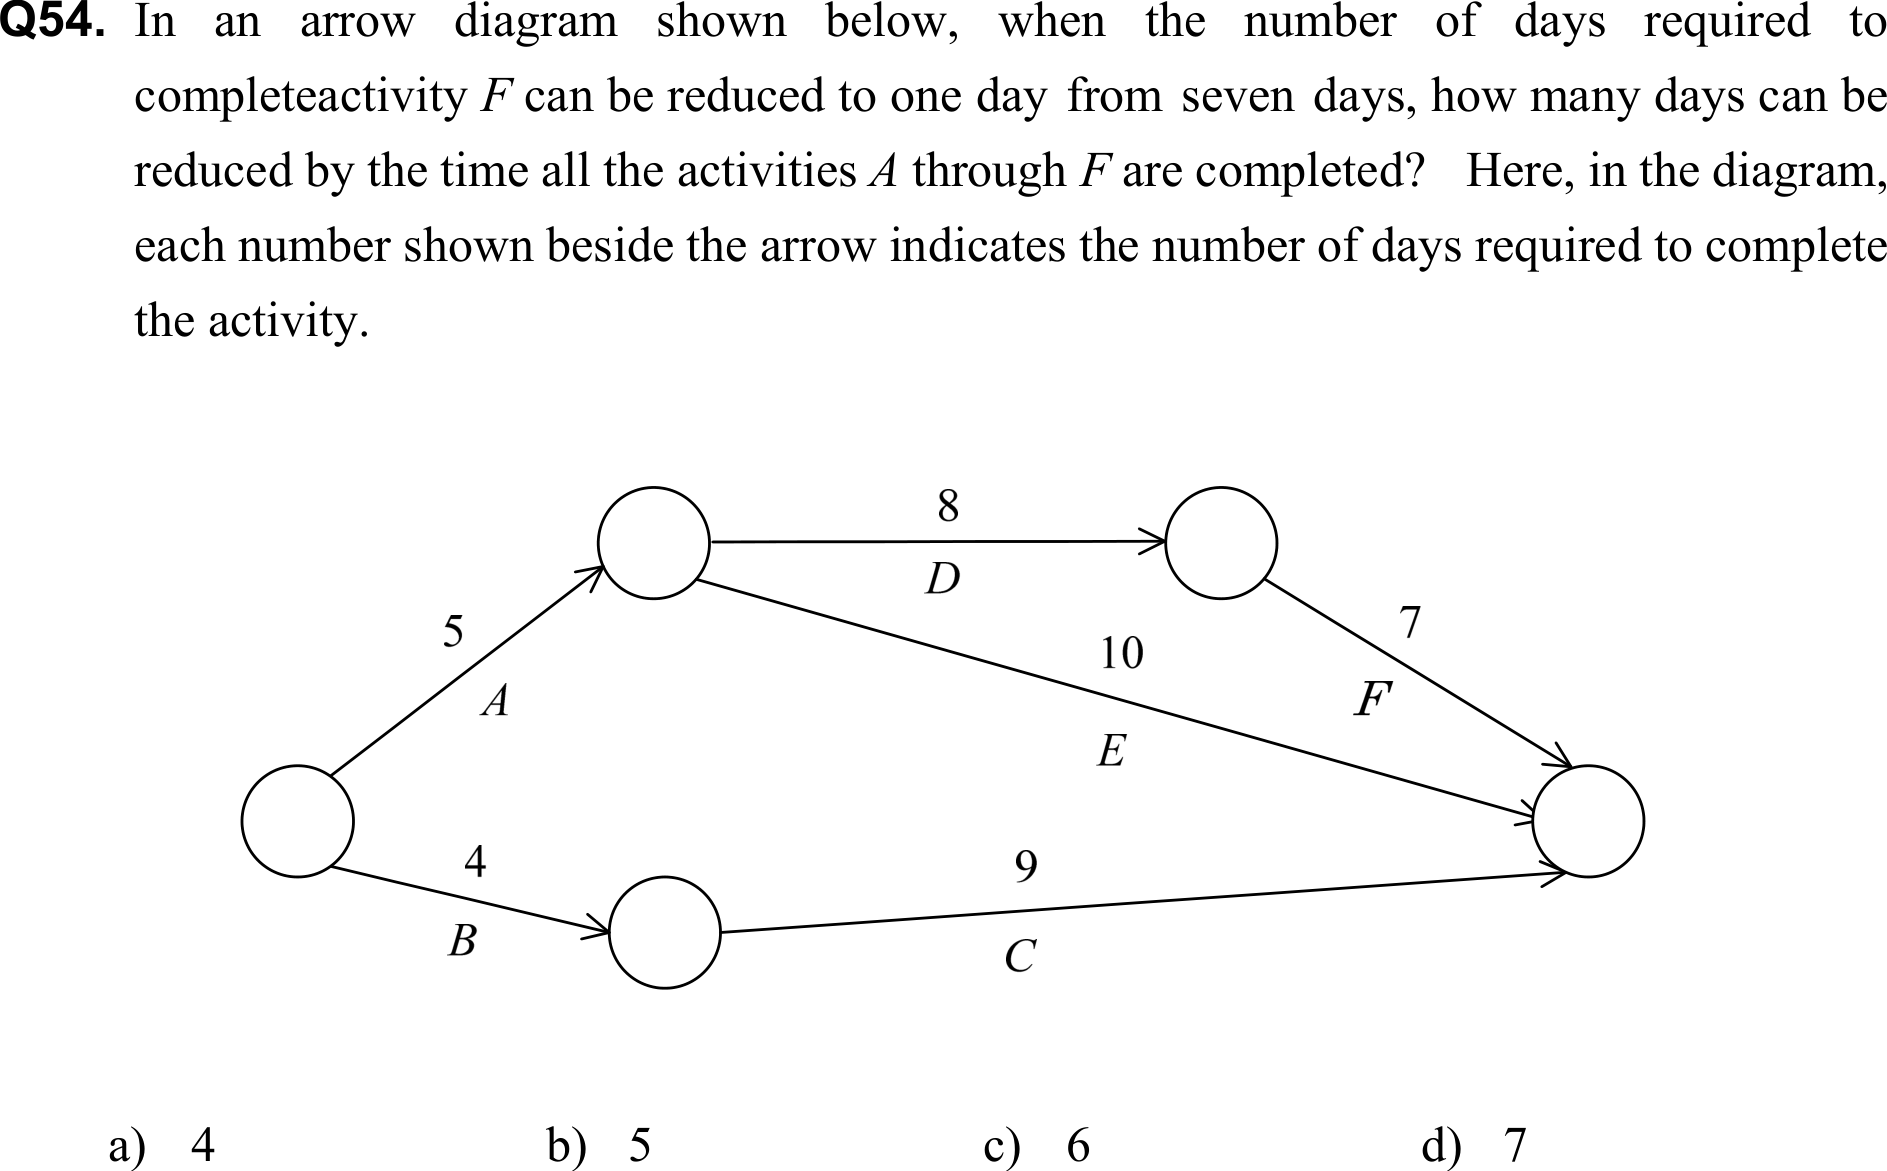 Q54. In an arrow diagram shown below, when the number of days required to
completeactivity F can be reduced to one day from seven days, how many days can be
reduced by the time all the activities A through F are completed? Here, in the diagram,
each number shown beside the arrow indicates the number of days required to complete
the activity.
8
D
5
A
10
E
7
F
4
B
9
C
a) 4 b) 5 c) 6 d) 7